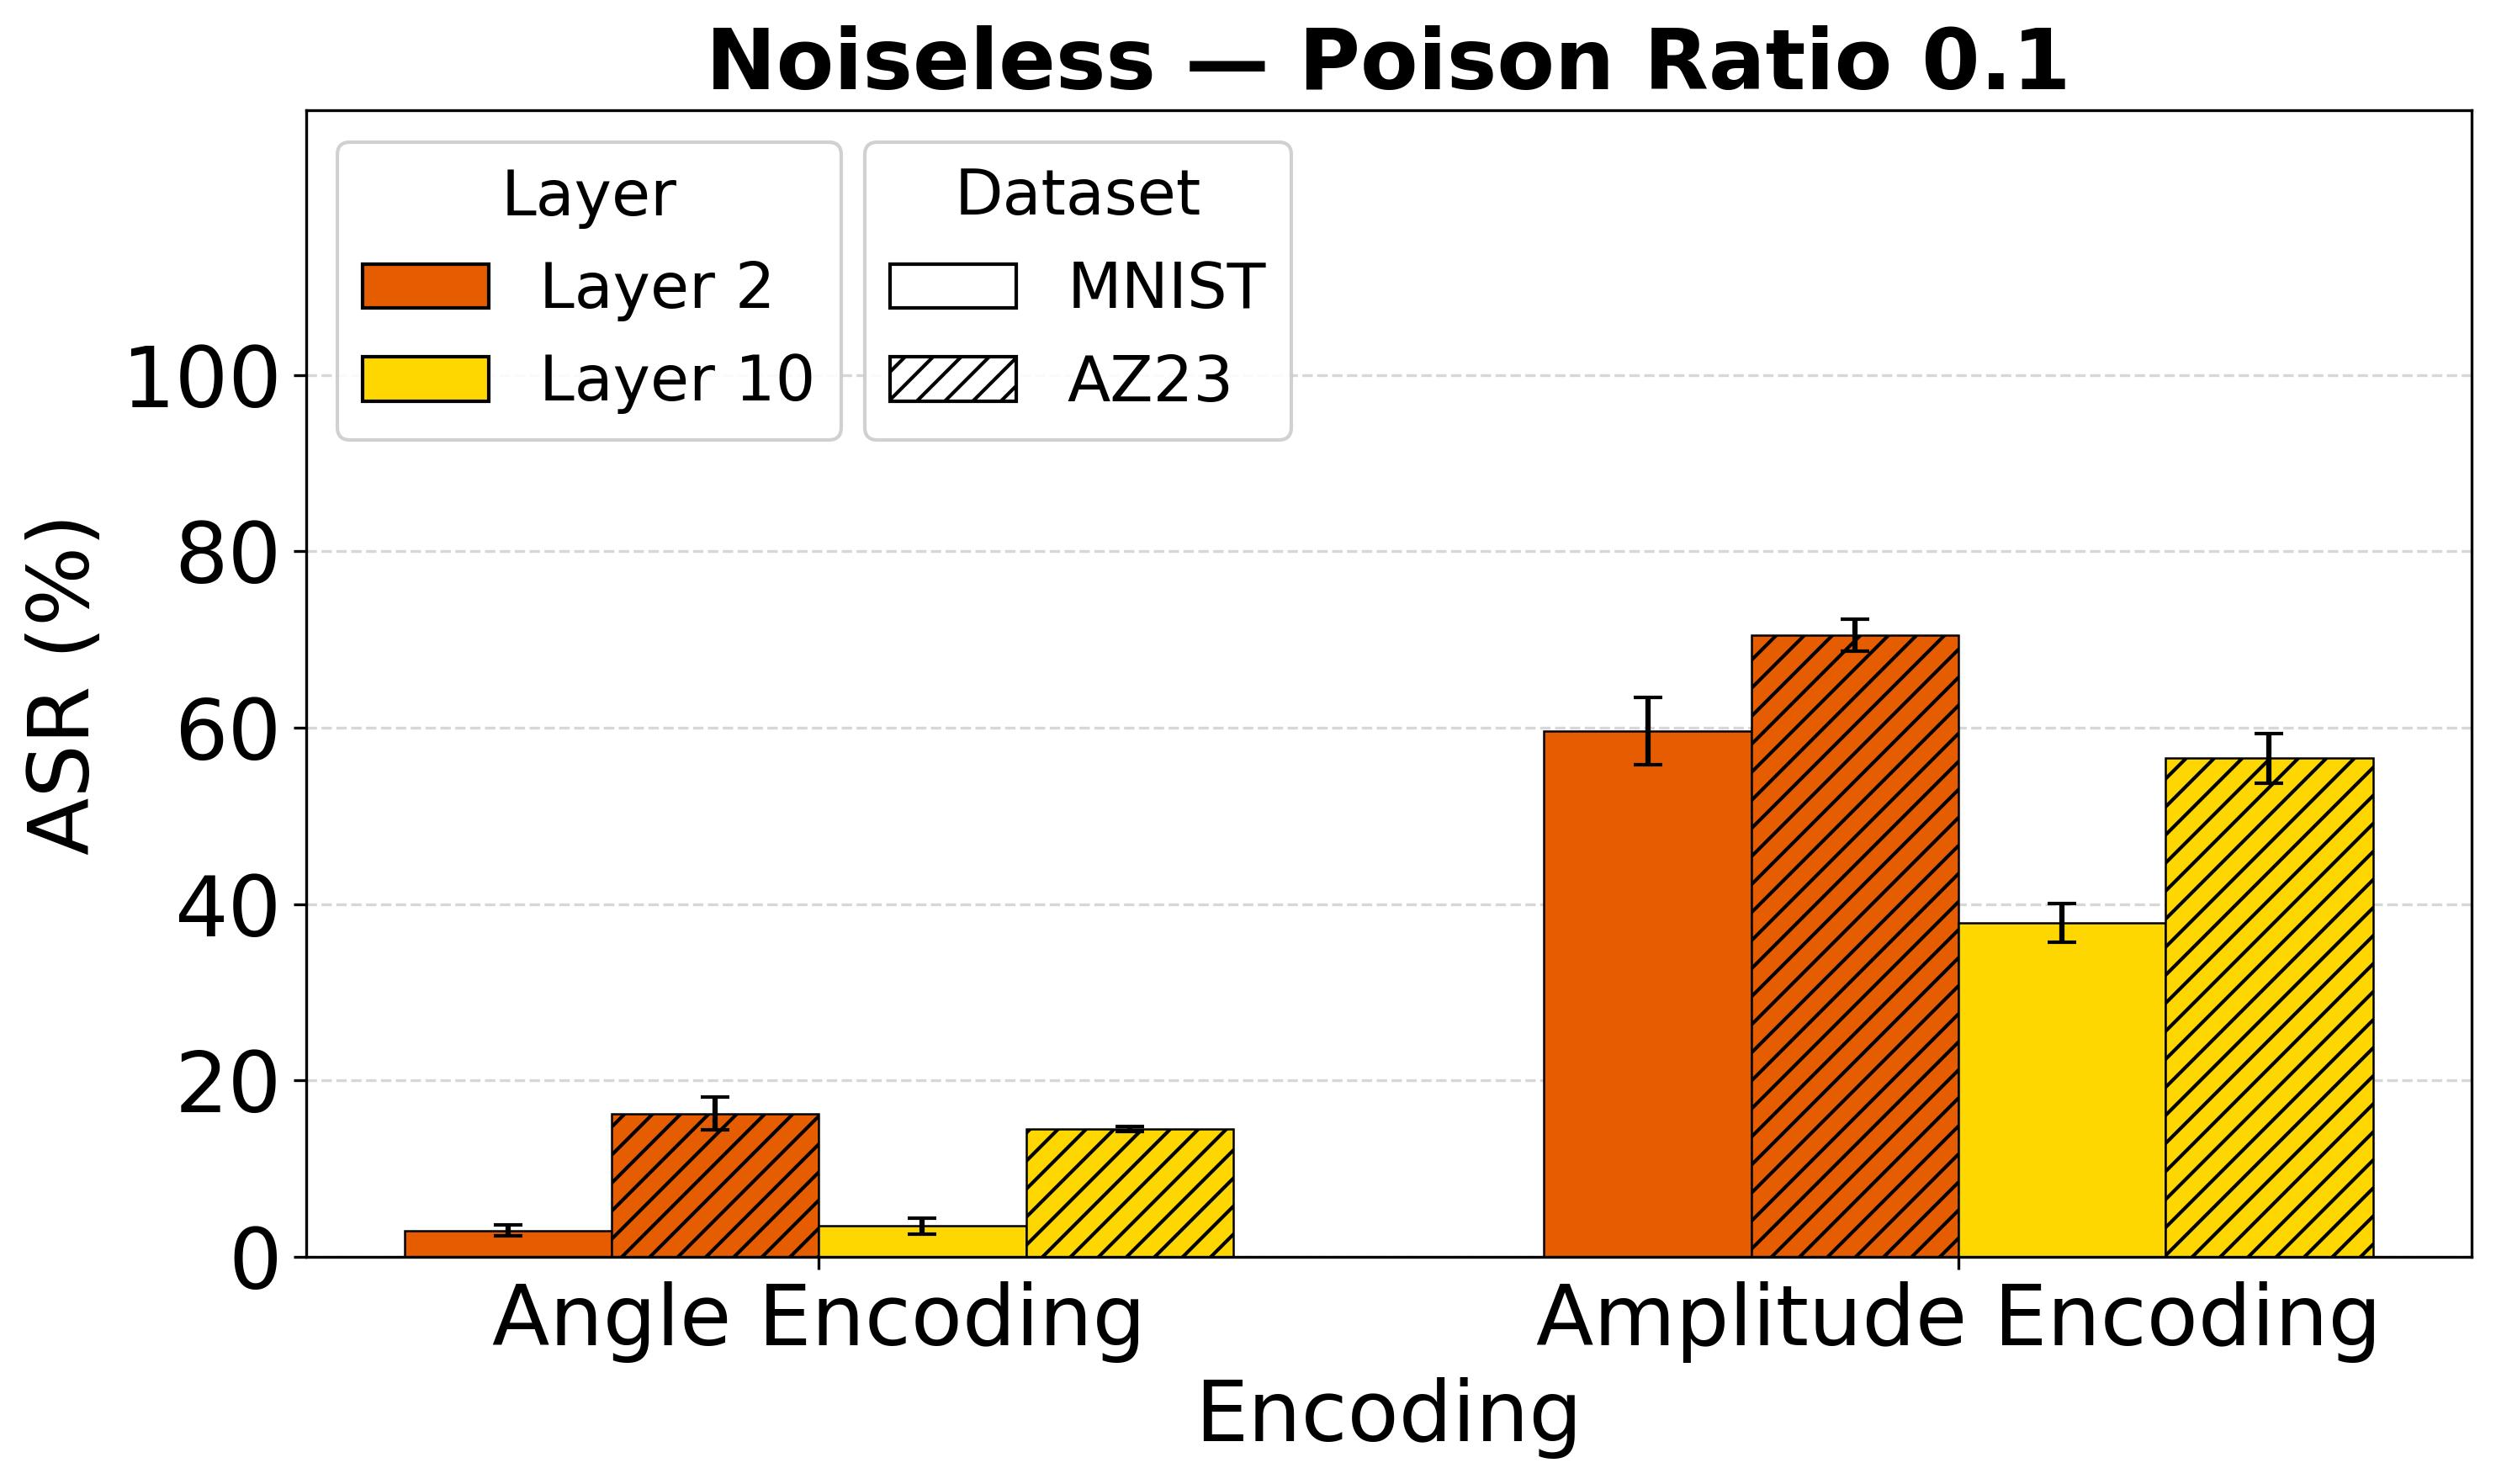 Noiseless — Poison Ratio 0.1
Layer
Layer 2
Layer 10
Dataset
MNIST
AZ23
ASR (%)
100
80
60
40
20
0
Angle Encoding
Amplitude Encoding
Encoding